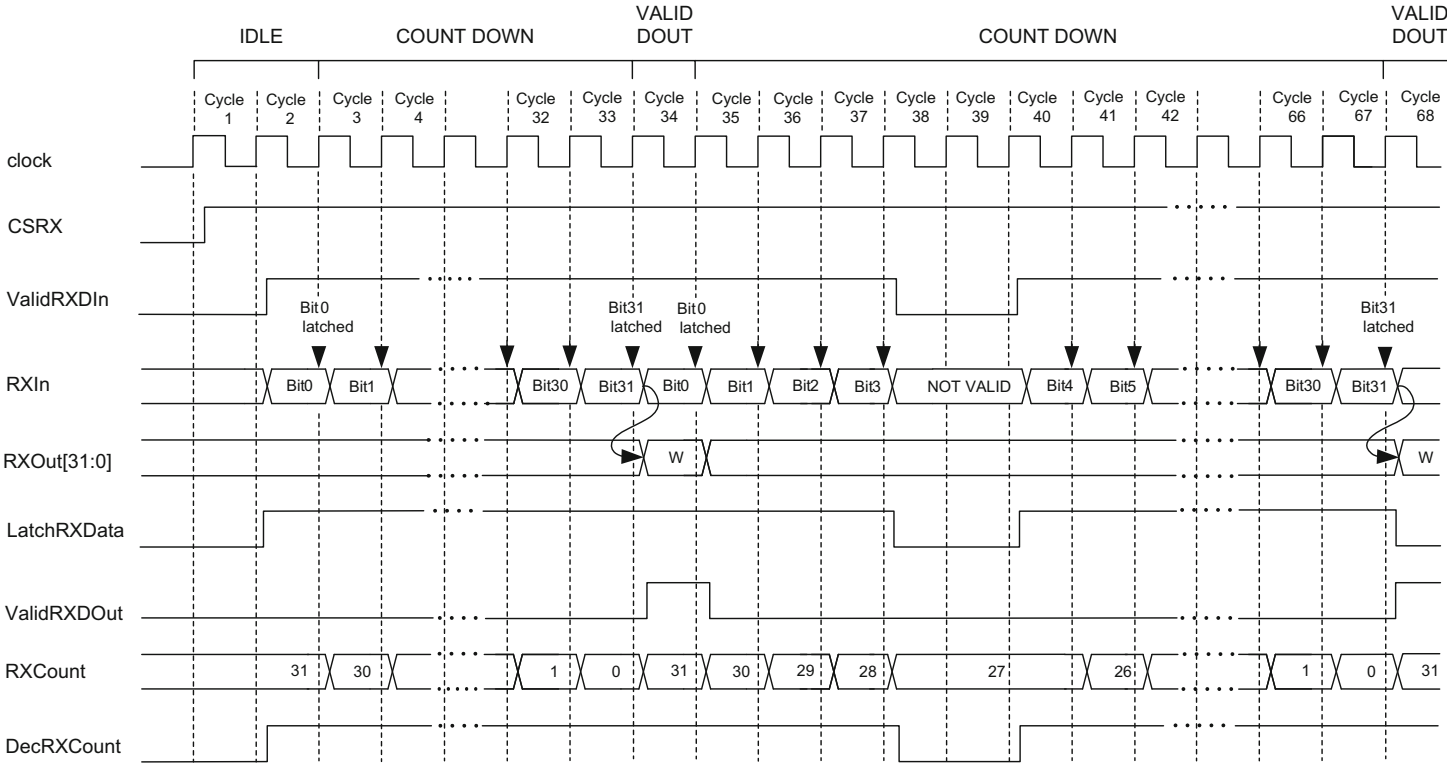 IDLE COUNT DOWN VALID DOUT COUNT DOWN VALID DOUT
Cycle 1 Cycle 2 Cycle 3 Cycle 4 Cycle 32 Cycle 33 Cycle 34 Cycle 35 Cycle 36 Cycle 37 Cycle 38 Cycle 39 Cycle 40 Cycle 41 Cycle 42 Cycle 66 Cycle 67 Cycle 68
clock
CSRX
ValidRXDIn
Bit0 latched Bit31 latched Bit0 latched Bit31 latched
RXIn Bit0 Bit1 Bit30 Bit31 Bit0 Bit1 Bit2 Bit3 NOT VALID Bit4 Bit5 Bit30 Bit31
RXOut[31:0] W W
LatchRXData
ValidRXDOut
RXCount 31 30 1 0 31 30 29 28 27 26 1 0 31
DecRXCount